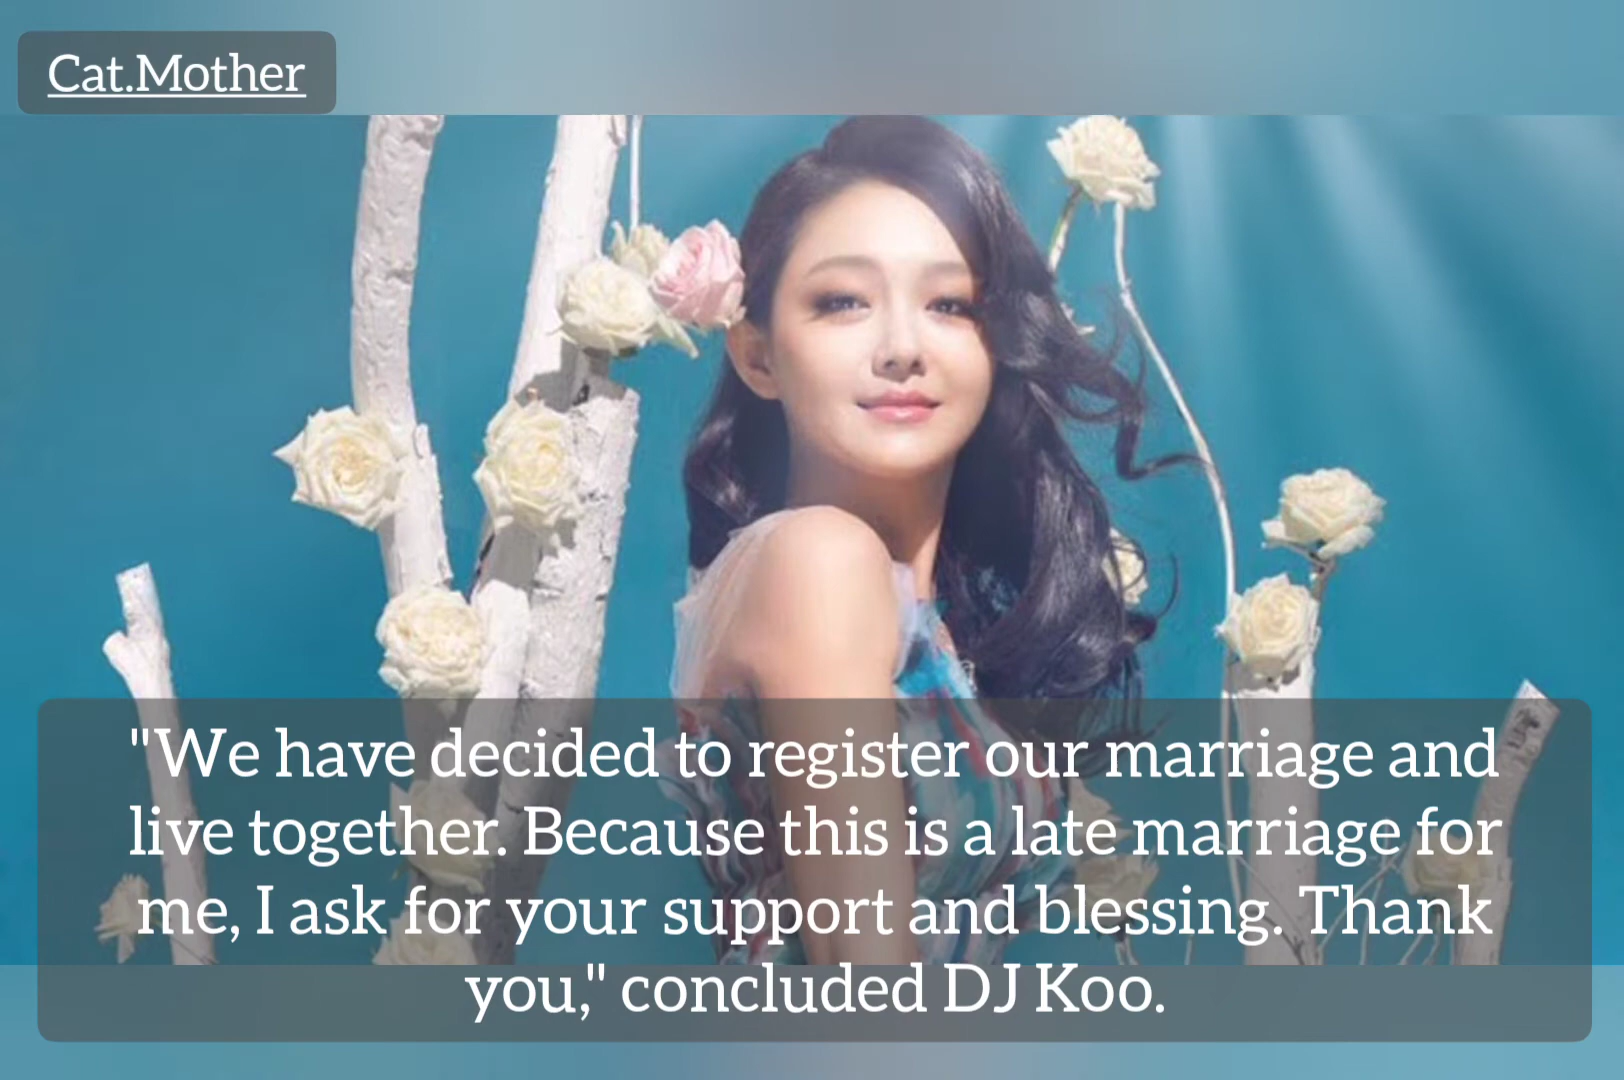 Cat.Mother
"We have decided to register our marriage and
live together. Because this is a late marriage for
me, I ask for your support and blessing. Thank
you," concluded DJ Koo.